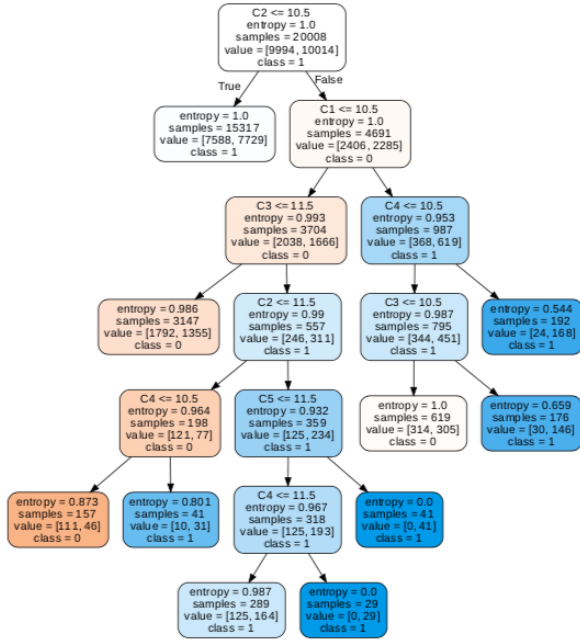 C2 <= 10.5
entropy = 1.0
samples = 20008
value = [9994, 10014]
class = 1
True
False
entropy = 1.0
samples = 15317
value = [7588, 7729]
class = 1
C1 <= 10.5
entropy = 1.0
samples = 4691
value = [2406, 2285]
class = 0
C3 <= 11.5
entropy = 0.993
samples = 3704
value = [2038, 1666]
class = 0
C4 <= 10.5
entropy = 0.953
samples = 987
value = [368, 619]
class = 1
entropy = 0.986
samples = 3147
value = [1792, 1355]
class = 0
C2 <= 11.5
entropy = 0.99
samples = 557
value = [246, 311]
class = 1
C3 <= 10.5
entropy = 0.987
samples = 795
value = [344, 451]
class = 1
entropy = 0.544
samples = 192
value = [24, 168]
class = 1
C4 <= 10.5
entropy = 0.964
samples = 198
value = [121, 77]
class = 0
C5 <= 11.5
entropy = 0.932
samples = 359
value = [125, 234]
class = 1
entropy = 1.0
samples = 619
value = [314, 305]
class = 0
entropy = 0.659
samples = 176
value = [30, 146]
class = 1
entropy = 0.873
samples = 157
value = [111, 46]
class = 0
entropy = 0.801
samples = 41
value = [10, 31]
class = 1
C4 <= 11.5
entropy = 0.967
samples = 318
value = [125, 193]
class = 1
entropy = 0.0
samples = 41
value = [0, 41]
class = 1
entropy = 0.987
samples = 289
value = [125, 164]
class = 1
entropy = 0.0
samples = 29
value = [0, 29]
class = 1